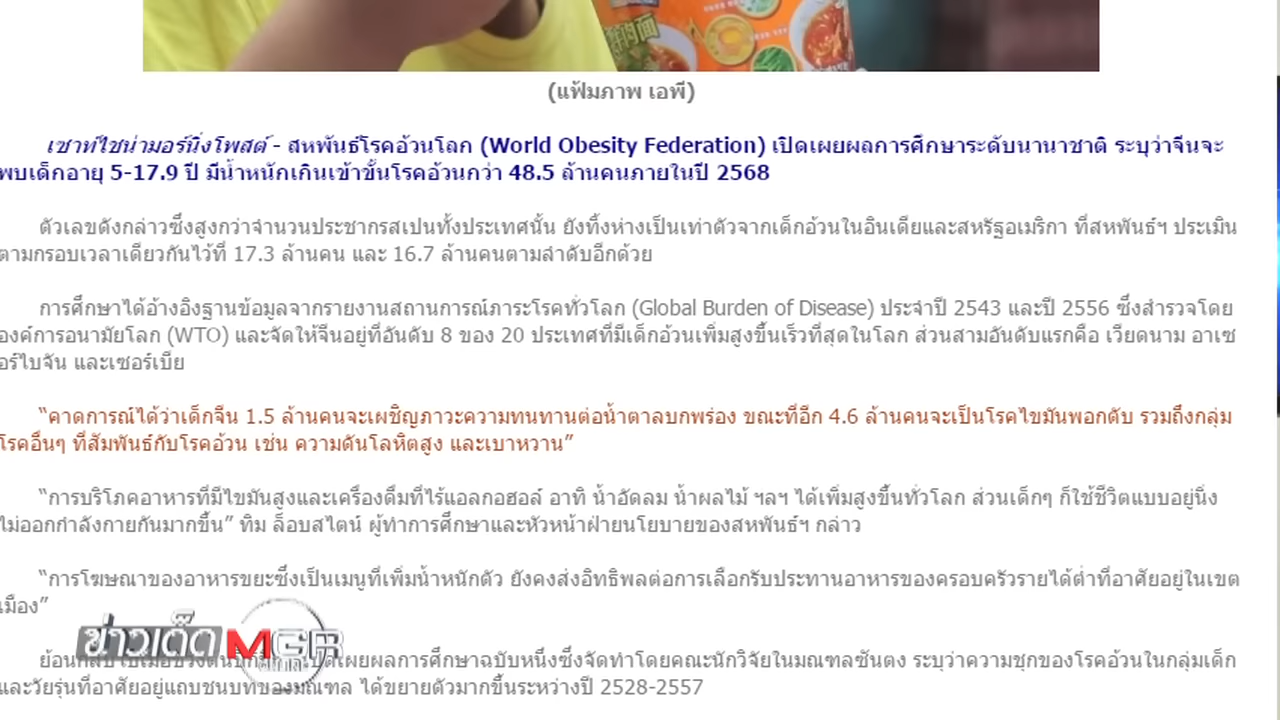 (แฟ้มภาพ เอพี)
เซาท์ไชน่ามอร์นิ่งโพสต์ - สหพันธ์โรคอ้วนโลก (World Obesity Federation) เปิดเผยผลการศึกษาระดับนานาชาติ ระบุว่าจีนจะ
พบเด็กอายุ 5-17.9 ปี มีน้ำหนักเกินเข้าขั้นโรคอ้วนกว่า 48.5 ล้านคนภายในปี 2568
ตัวเลขดังกล่าวซึ่งสูงกว่าจำนวนประชากรสเปนทั้งประเทศนั้น ยังทิ้งห่างเป็นเท่าตัวจากเด็กอ้วนในอินเดียและสหรัฐอเมริกา ที่สหพันธ์ฯ ประเมิน
ตามกรอบเวลาเดียวกันไว้ที่ 17.3 ล้านคน และ 16.7 ล้านคนตามลำดับอีกด้วย
การศึกษาได้อ้างอิงฐานข้อมูลจากรายงานสถานการณ์ภาระโรคทั่วโลก (Global Burden of Disease) ประจำปี 2543 และปี 2556 ซึ่งสำรวจโดย
องค์การอนามัยโลก (WTO) และจัดให้จีนอยู่ที่อันดับ 8 ของ 20 ประเทศที่มีเด็กอ้วนเพิ่มสูงขึ้นเร็วที่สุดในโลก ส่วนสามอันดับแรกคือ เวียดนาม อาเซ
อร์ไบจัน และเซอร์เบีย
“คาดการณ์ได้ว่าเด็กจีน 1.5 ล้านคนจะเผชิญภาวะความทนทานต่อน้ำตาลบกพร่อง ขณะที่อีก 4.6 ล้านคนจะเป็นโรคไขมันพอกตับ รวมถึงกลุ่ม
โรคอื่นๆ ที่สัมพันธ์กับโรคอ้วน เช่น ความดันโลหิตสูง และเบาหวาน”
“การบริโภคอาหารที่มีไขมันสูงและเครื่องดื่มที่ไร้แอลกอฮอล์ อาทิ น้ำอัดลม น้ำผลไม้ ฯลฯ ได้เพิ่มสูงขึ้นทั่วโลก ส่วนเด็กๆ ก็ใช้ชีวิตแบบอยู่นิ่ง
ไม่ออกกำลังกายกันมากขึ้น” ทิม ล็อบสไตน์ ผู้ทำการศึกษาและหัวหน้าฝ่ายนโยบายของสหพันธ์ฯ กล่าว
“การโฆษณาของอาหารขยะซึ่งเป็นเมนูที่เพิ่มน้ำหนักตัว ยังคงส่งอิทธิพลต่อการเลือกรับประทานอาหารของครอบครัวรายได้ต่ำที่อาศัยอยู่ในเขต
เมือง”
ข่าวเด็ด MGR
เปิดเผยผลการศึกษาฉบับหนึ่งซึ่งจัดทำโดยคณะนักวิจัยในมณฑลซันตง ระบุว่าความชุกของโรคอ้วนในกลุ่มเด็ก
และวัยรุ่นที่อาศัยอยู่แถบชนบทของมณฑล ได้ขยายตัวมากขึ้นระหว่างปี 2528-2557